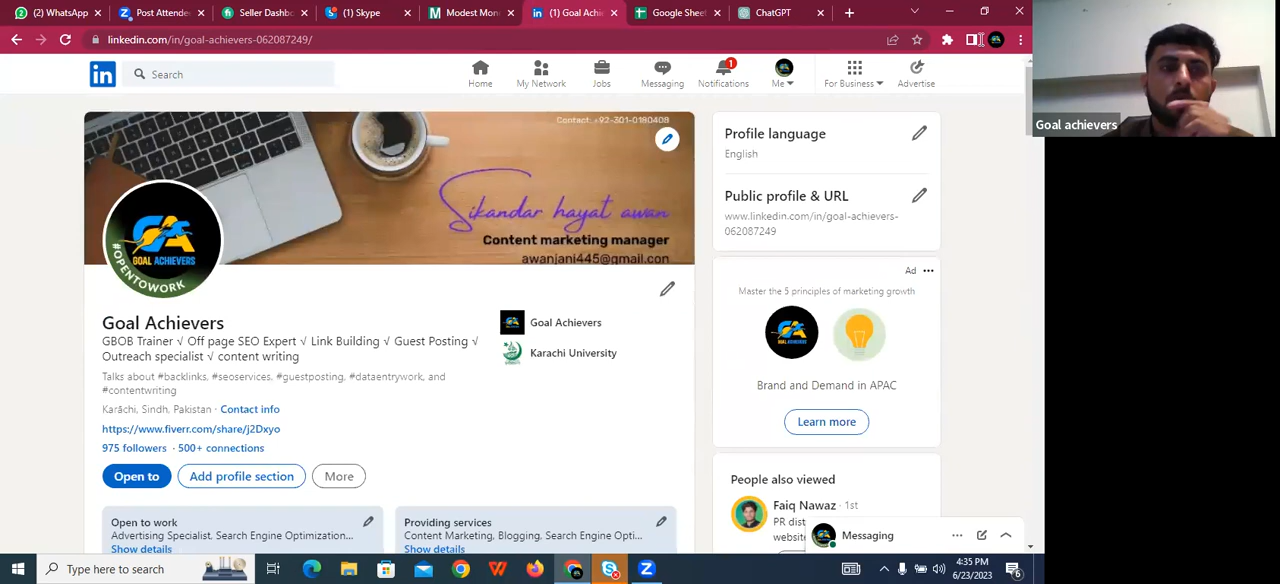 (1) WhatsApp
Post Attende
Seller Dashbo
(1) Skype
Modest Mon
(1) Goal Achi
Google Sheet
ChatGPT
linkedin.com/in/goal-achievers-062087249/
Search
Home
My Network
Jobs
Messaging
1
Notifications
Me
For Business
Advertise
Contact: +92-301-0180408
Sikandar hayat awan
Content marketing manager
awanjani445@gmail.con
GOAL ACHIEVERS
#OPENTOWORK
Goal Achievers
GBOB Trainer √ Off page SEO Expert √ Link Building √ Guest Posting √
Outreach specialist √ content writing
Talks about #backlinks, #seoservices, #guestposting, #dataentrywork, and
#contentwriting
Karāchi, Sindh, Pakistan · Contact info
https://www.fiverr.com/share/j2Dxyo
975 followers · 500+ connections
Open to
Add profile section
More
Goal Achievers
Karachi University
Open to work
Advertising Specialist, Search Engine Optimization...
Show details
Providing services
Content Marketing, Blogging, Search Engine Opti...
Show details
Profile language
English
Public profile & URL
www.linkedin.com/in/goal-achievers-
062087249
Ad
Master the 5 principles of marketing growth
Brand and Demand in APAC
Learn more
People also viewed
Faiq Nawaz · 1st
PR dist
website
Messaging
Goal achievers
Type here to search
4:35 PM
6/23/2023
6